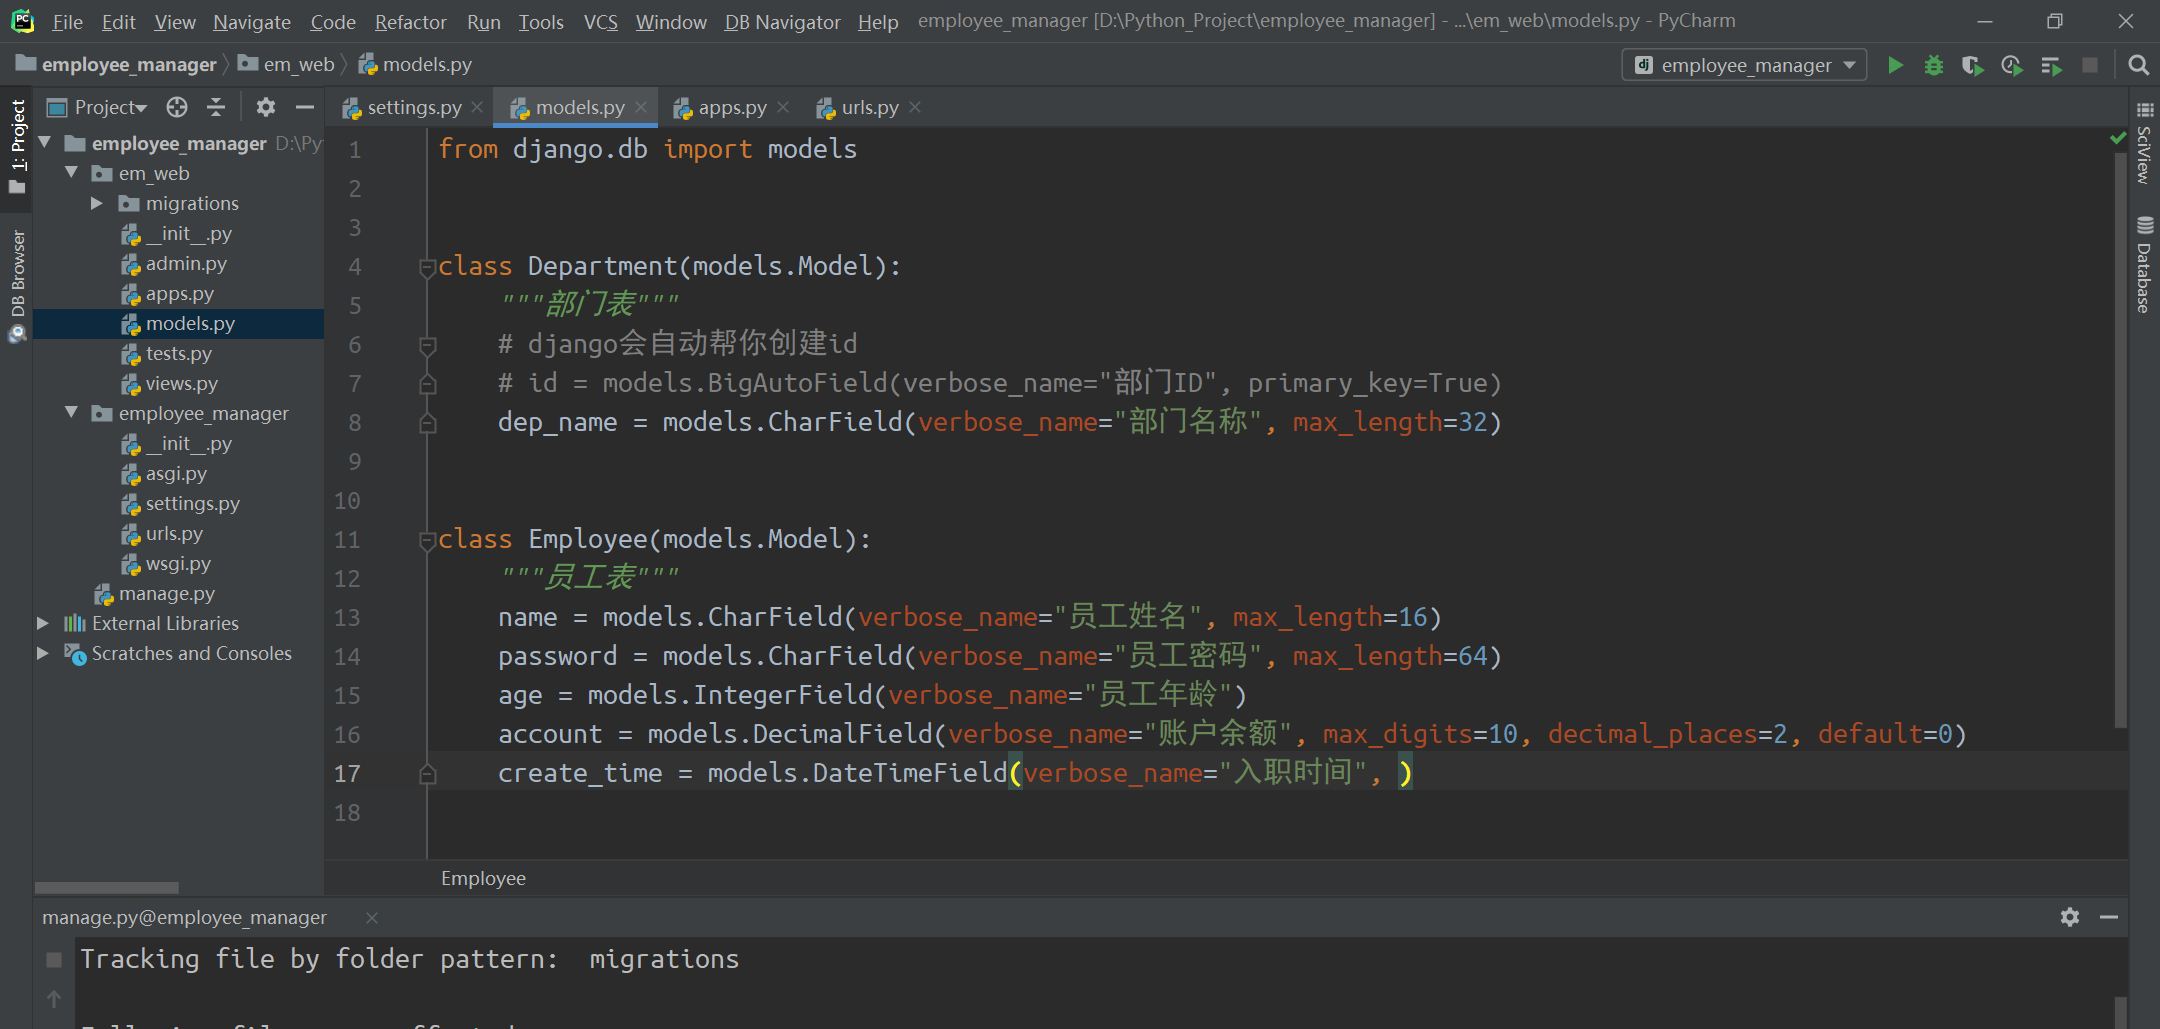 File Edit View Navigate Code Refactor Run Tools VCS Window DB Navigator Help employee_manager [D:\Python_Project\employee_manager] - ...\em_web\models.py - PyCharm
employee_manager em_web models.py
dj employee_manager
1: Project
DB Browser
Project
employee_manager D:\Py
em_web
migrations
__init__.py
admin.py
apps.py
models.py
tests.py
views.py
employee_manager
__init__.py
asgi.py
settings.py
urls.py
wsgi.py
manage.py
External Libraries
Scratches and Consoles
settings.py models.py apps.py urls.py
1 from django.db import models
2
3
4 class Department(models.Model):
5 """部门表"""
6 # django会自动帮你创建id
7 # id = models.BigAutoField(verbose_name="部门ID", primary_key=True)
8 dep_name = models.CharField(verbose_name="部门名称", max_length=32)
9
10
11 class Employee(models.Model):
12 """员工表"""
13 name = models.CharField(verbose_name="员工姓名", max_length=16)
14 password = models.CharField(verbose_name="员工密码", max_length=64)
15 age = models.IntegerField(verbose_name="员工年龄")
16 account = models.DecimalField(verbose_name="账户余额", max_digits=10, decimal_places=2, default=0)
17 create_time = models.DateTimeField(verbose_name="入职时间", )
18
Employee
SciView
Database
manage.py@employee_manager
Tracking file by folder pattern:  migrations